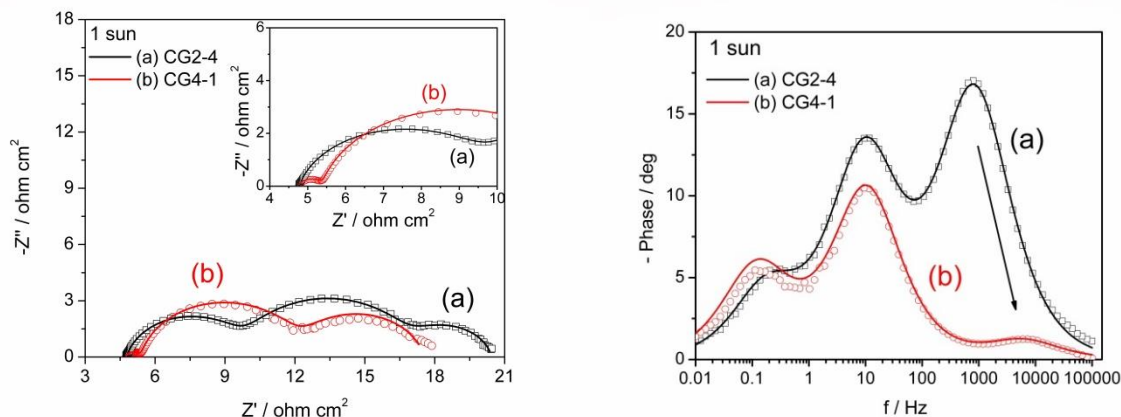 18
15
12
9
6
3
0
-Z'' / ohm cm2
1 sun
(a) CG2-4
(b) CG4-1
(b)
(a)
3 6 9 12 15 18 21
Z' / ohm cm2
6
4
2
0
-Z'' / ohm cm2
(b)
(a)
4 5 6 7 8 9 10
Z' / ohm cm2
20
15
10
5
0
- Phase / deg
1 sun
(a) CG2-4
(b) CG4-1
(a)
(b)
0.01 0.1 1 10 100 1000 10000 100000
f / Hz